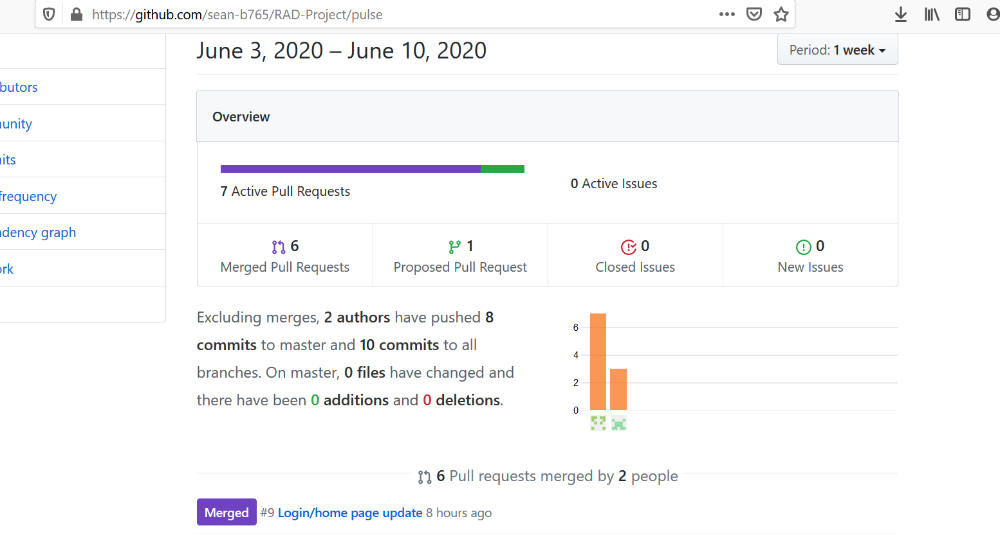 https://github.com/sean-b765/RAD-Project/pulse
June 3, 2020 – June 10, 2020
Period: 1 week
butors
unity
its
frequency
ndency graph
ork
Overview
7 Active Pull Requests
0 Active Issues
6
Merged Pull Requests
1
Proposed Pull Request
0
Closed Issues
0
New Issues
Excluding merges, 2 authors have pushed 8
commits to master and 10 commits to all
branches. On master, 0 files have changed and
there have been 0 additions and 0 deletions.
6
4
2
0
6 Pull requests merged by 2 people
Merged #9 Login/home page update 8 hours ago